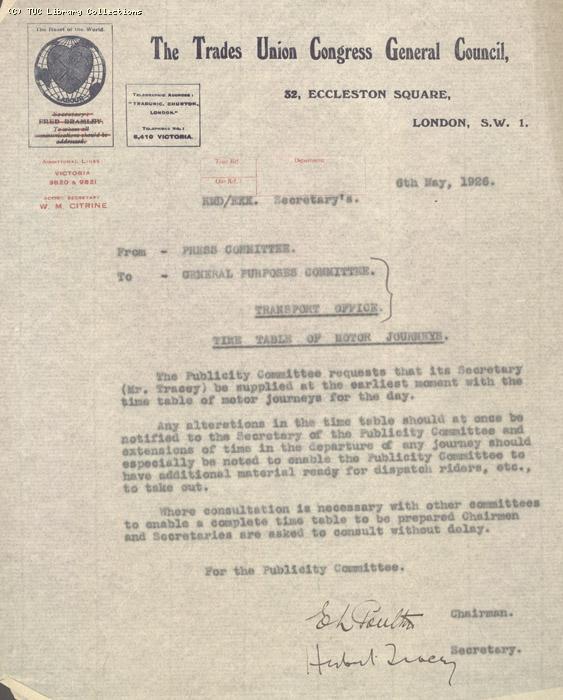 (C) TUC Library Collections
The Heart of the World.
LABOUR
The Trades Union Congress General Council,
32, ECCLESTON SQUARE,
LONDON, S.W. 1.
Secretary:
FRED BRAMLEY.
To whom all
communications should be
addressed.
TELEGRAPHIC ADDRESS:
"TRADUNIC, CHURTON,
LONDON."
TELEPHONE NO.:
8,410 VICTORIA.
ADDITIONAL LINES
VICTORIA
9820 & 9821
ACTING SECRETARY
W. M. CITRINE
Your Ref.
Department
Our Ref.
6th May, 1926.
Secretary's.
From - PRESS COMMITTEE.
To - GENERAL PURPOSES COMMITTEE.
TRANSPORT OFFICE.
TIME TABLE OF MOTOR JOURNEYS.
The Publicity Committee requests that its Secretary
(Mr. Tracey) be supplied at the earliest moment with the
time table of motor journeys for the day.
Any alterations in the time table should at once be
notified to the Secretary of the Publicity Committee and
extensions of time in the departure of any journey should
especially be noted to enable the Publicity Committee to
have additional material ready for dispatch riders, etc.,
to take out.
Where consultation is necessary with other committees
to enable a complete time table to be prepared Chairmen
and Secretaries are asked to consult without delay.
For the Publicity Committee.
E L Poulton Chairman.
Herbert Tracey Secretary.